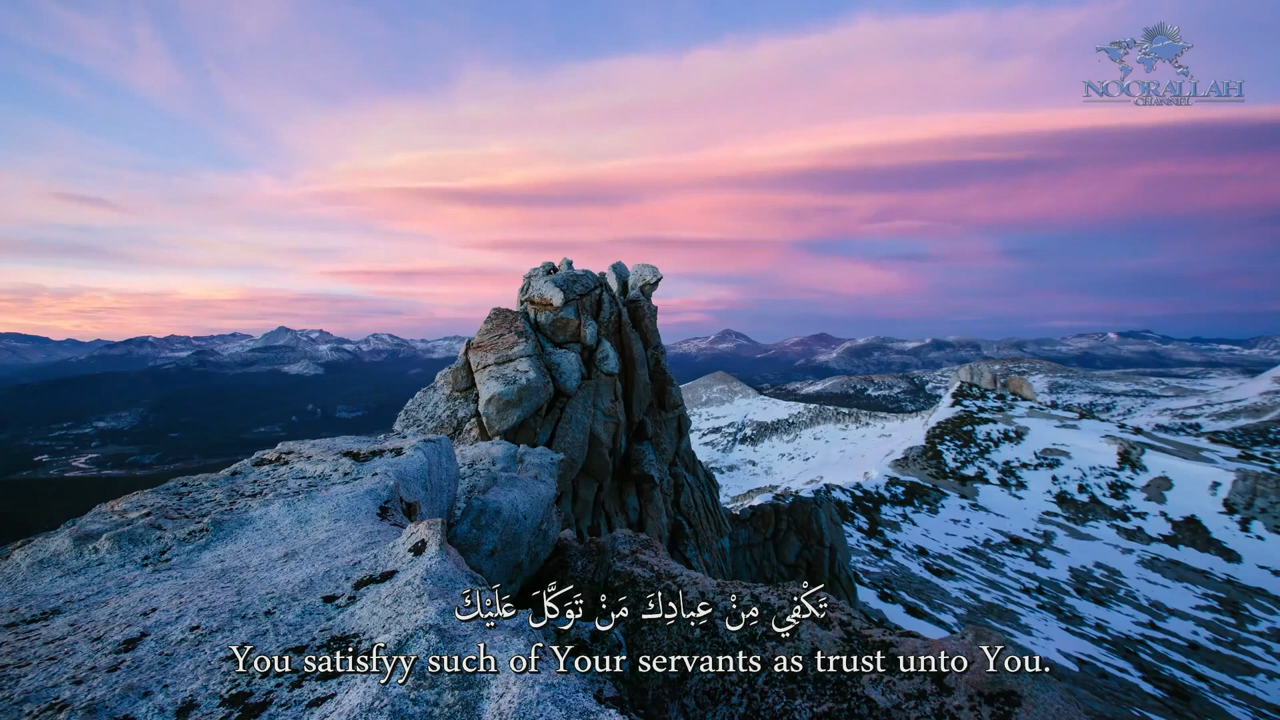 NOORALLAH
CHANNEL
تَكْفِي مِنْ عِبادِكَ مَنْ تَوَكَّلَ عَلَيْكَ
You satisfyy such of Your servants as trust unto You.